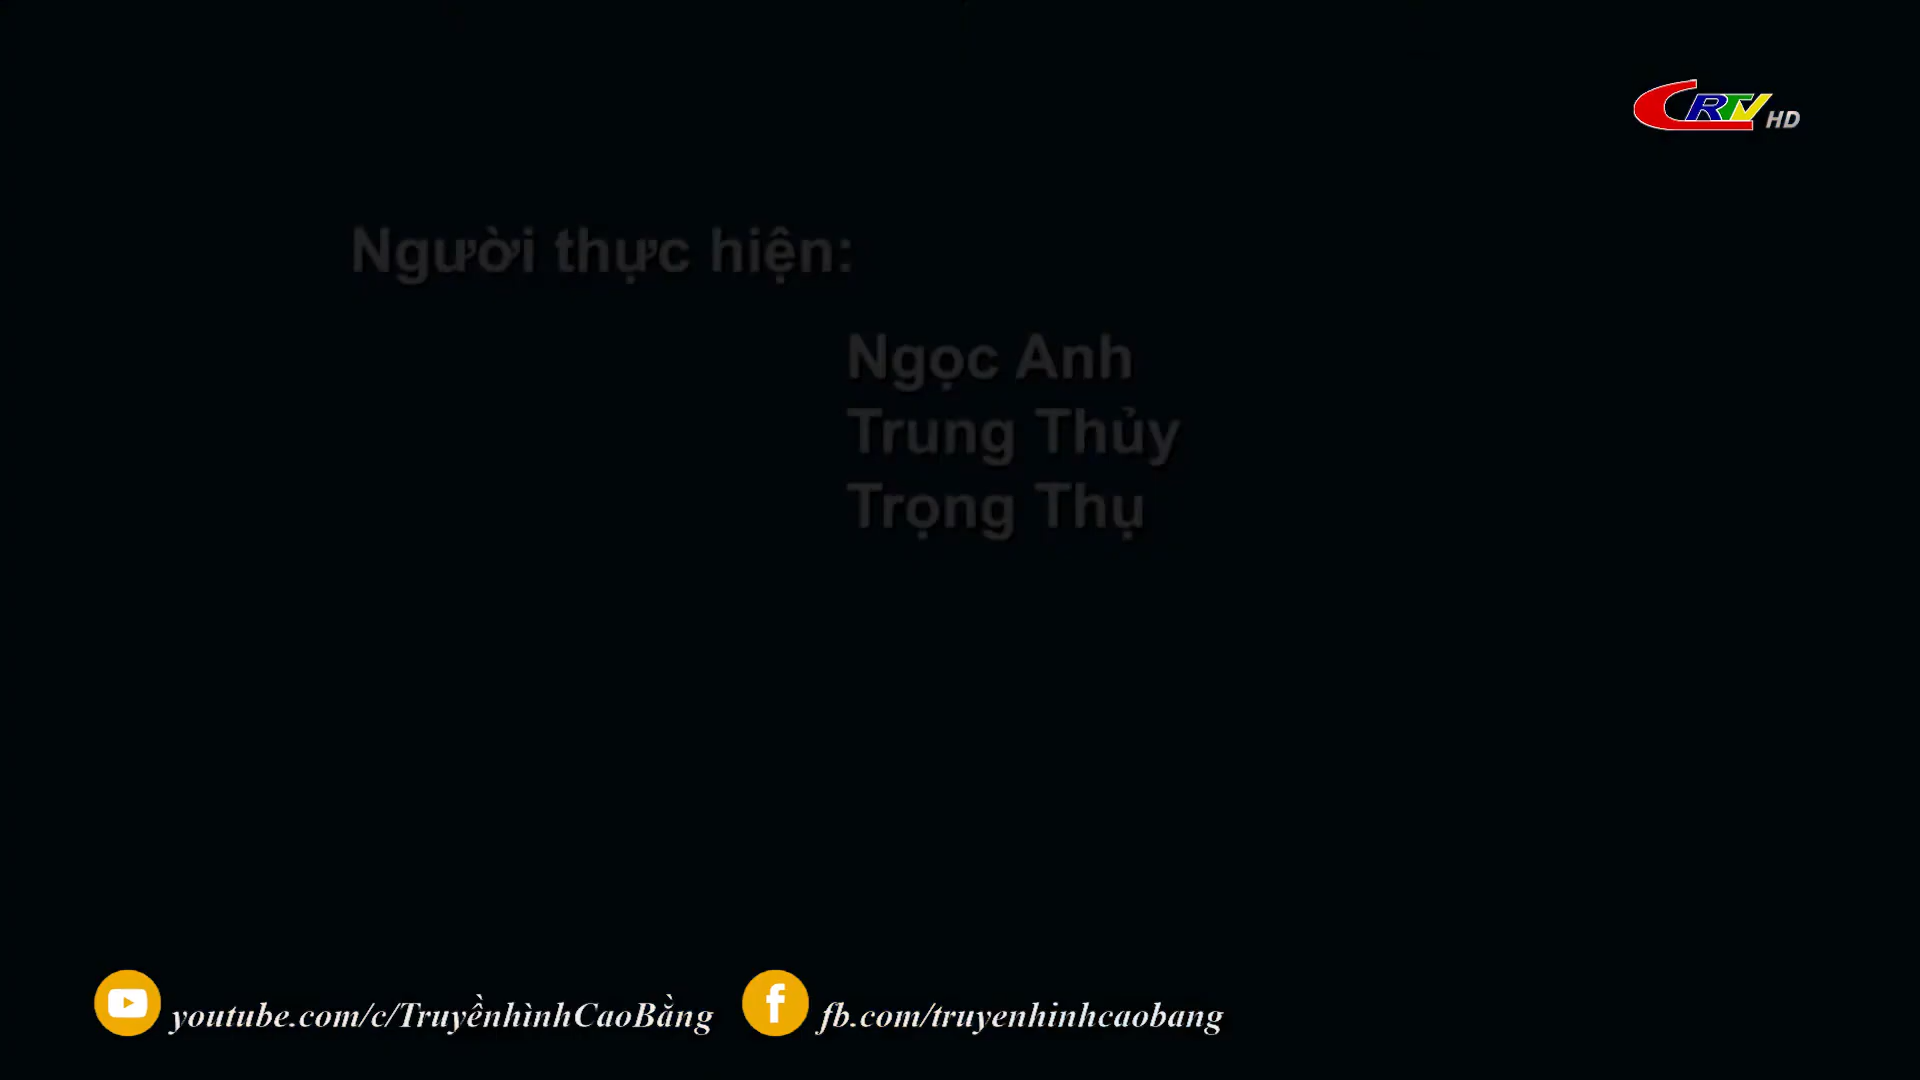 CRTV HD
Người thực hiện:
Ngọc Anh
Trung Thủy
Trọng Thụ
youtube.com/c/TruyềnhìnhCaoBằng
fb.com/truyenhinhcaobang